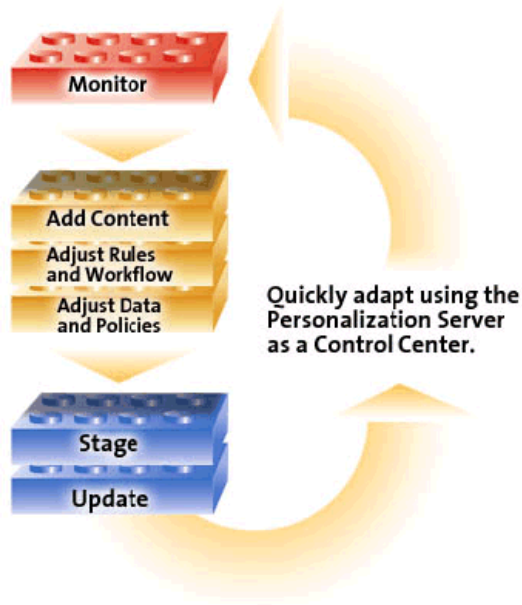 Monitor
Add Content
Adjust Rules
and Workflow
Adjust Data
and Policies
Quickly adapt using the
Personalization Server
as a Control Center.
Stage
Update